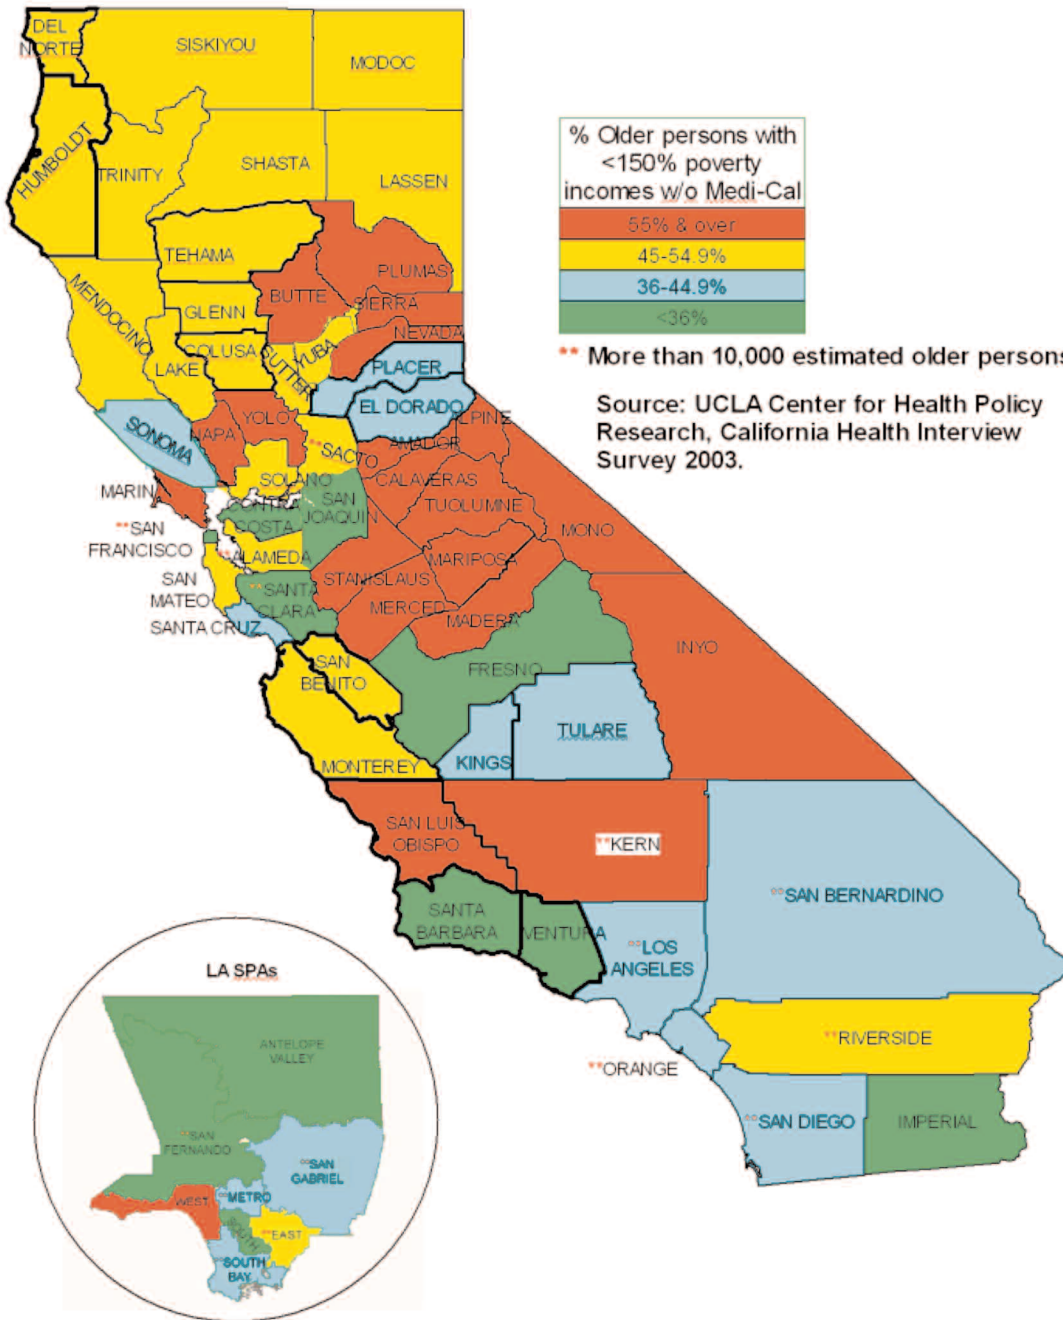 DEL
NORTE
SISKIYOU
MODOC
HUMBOLDT
TRINITY
SHASTA
LASSEN
% Older persons with
<150% poverty
incomes w/o Medi-Cal
55% & over
45-54.9%
36-44.9%
<36%
** More than 10,000 estimated older persons
Source: UCLA Center for Health Policy
Research, California Health Interview
Survey 2003.
TEHAMA
PLUMAS
MENDOCINO
GLENN
BUTTE
SIERRA
NEVADA
COLUSA
LAKE
SUTTER
YUBA
PLACER
EL DORADO
SONOMA
NAPA
YOLO
ALPINE
AMADOR
**SACTO
SOLANO
CALAVERAS
MARIN
CONTRA
COSTA
SAN
JOAQUIN
TUOLUMNE
MONO
**SAN
FRANCISCO
**ALAMEDA
MARIPOSA
SAN
MATEO
**SANTA
CLARA
STANISLAUS
MERCED
MADERA
SANTA CRUZ
INYO
SAN
BENITO
FRESNO
TULARE
KINGS
MONTEREY
SAN LUIS
OBISPO
**KERN
**SAN BERNARDINO
SANTA
BARBARA
VENTURA
**LOS
ANGELES
**RIVERSIDE
**ORANGE
**SAN DIEGO
IMPERIAL
LA SPAs
ANTELOPE
VALLEY
**SAN
FERNANDO
**SAN
GABRIEL
WEST
**METRO
SOUTH
**EAST
**SOUTH
BAY